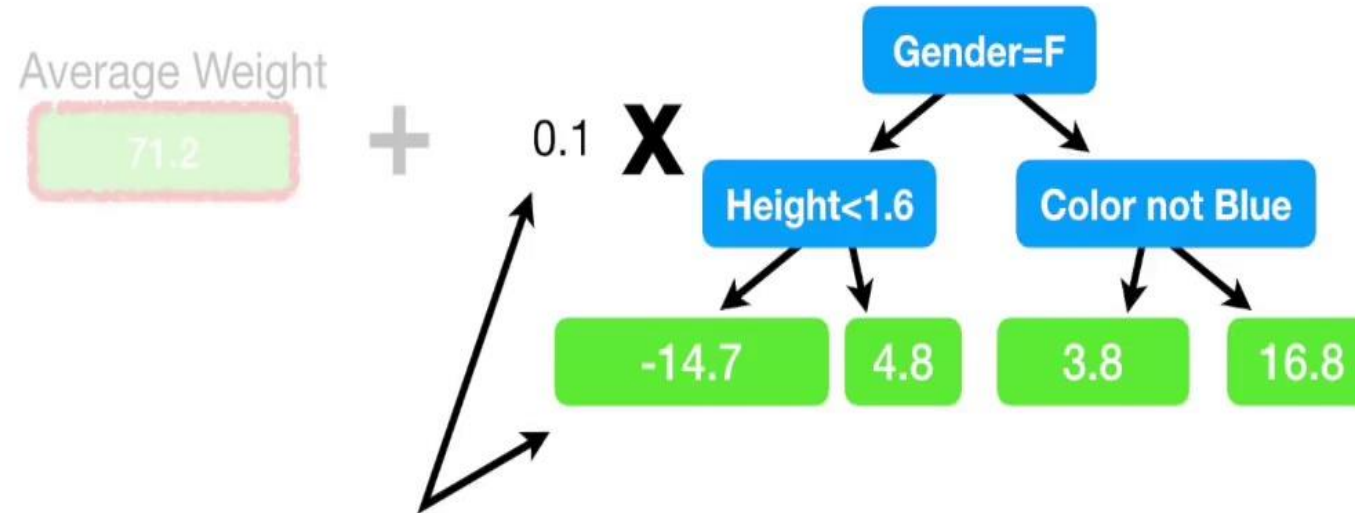 Gender=F
Average Weight
71.2
+
0.1 X
Height<1.6
Color not Blue
-14.7
4.8
3.8
16.8